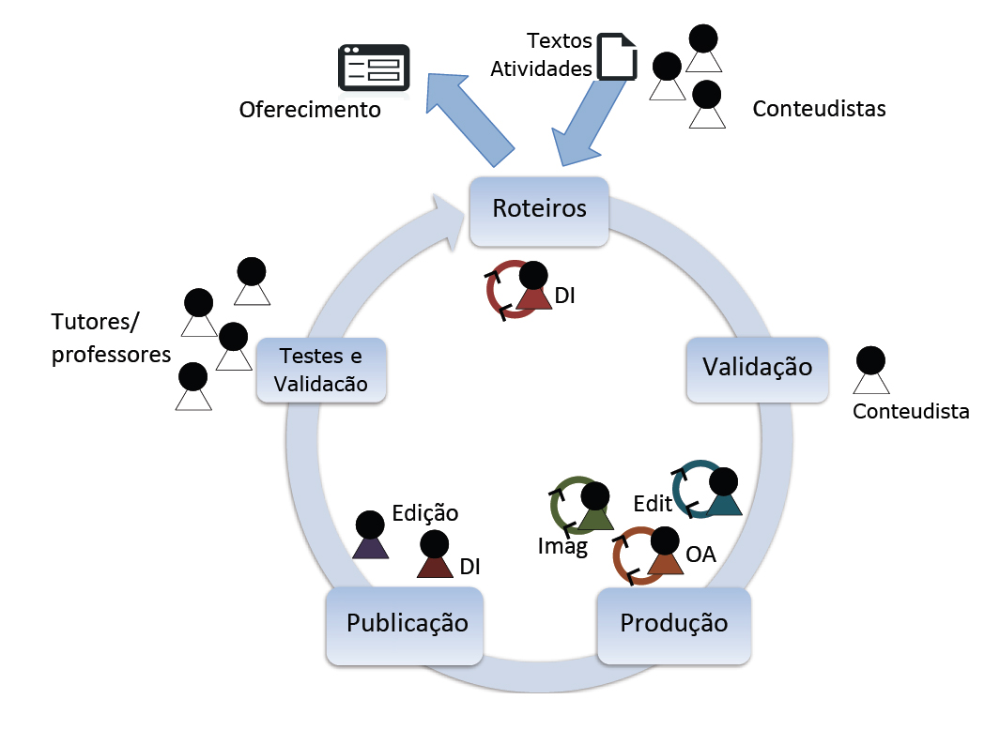 Textos
Atividades
Oferecimento
Conteudistas
Roteiros
DI
Tutores/
professores
Testes e
Validacão
Validação
Conteudista
Edit
Imag
OA
Edição
DI
Publicação
Produção